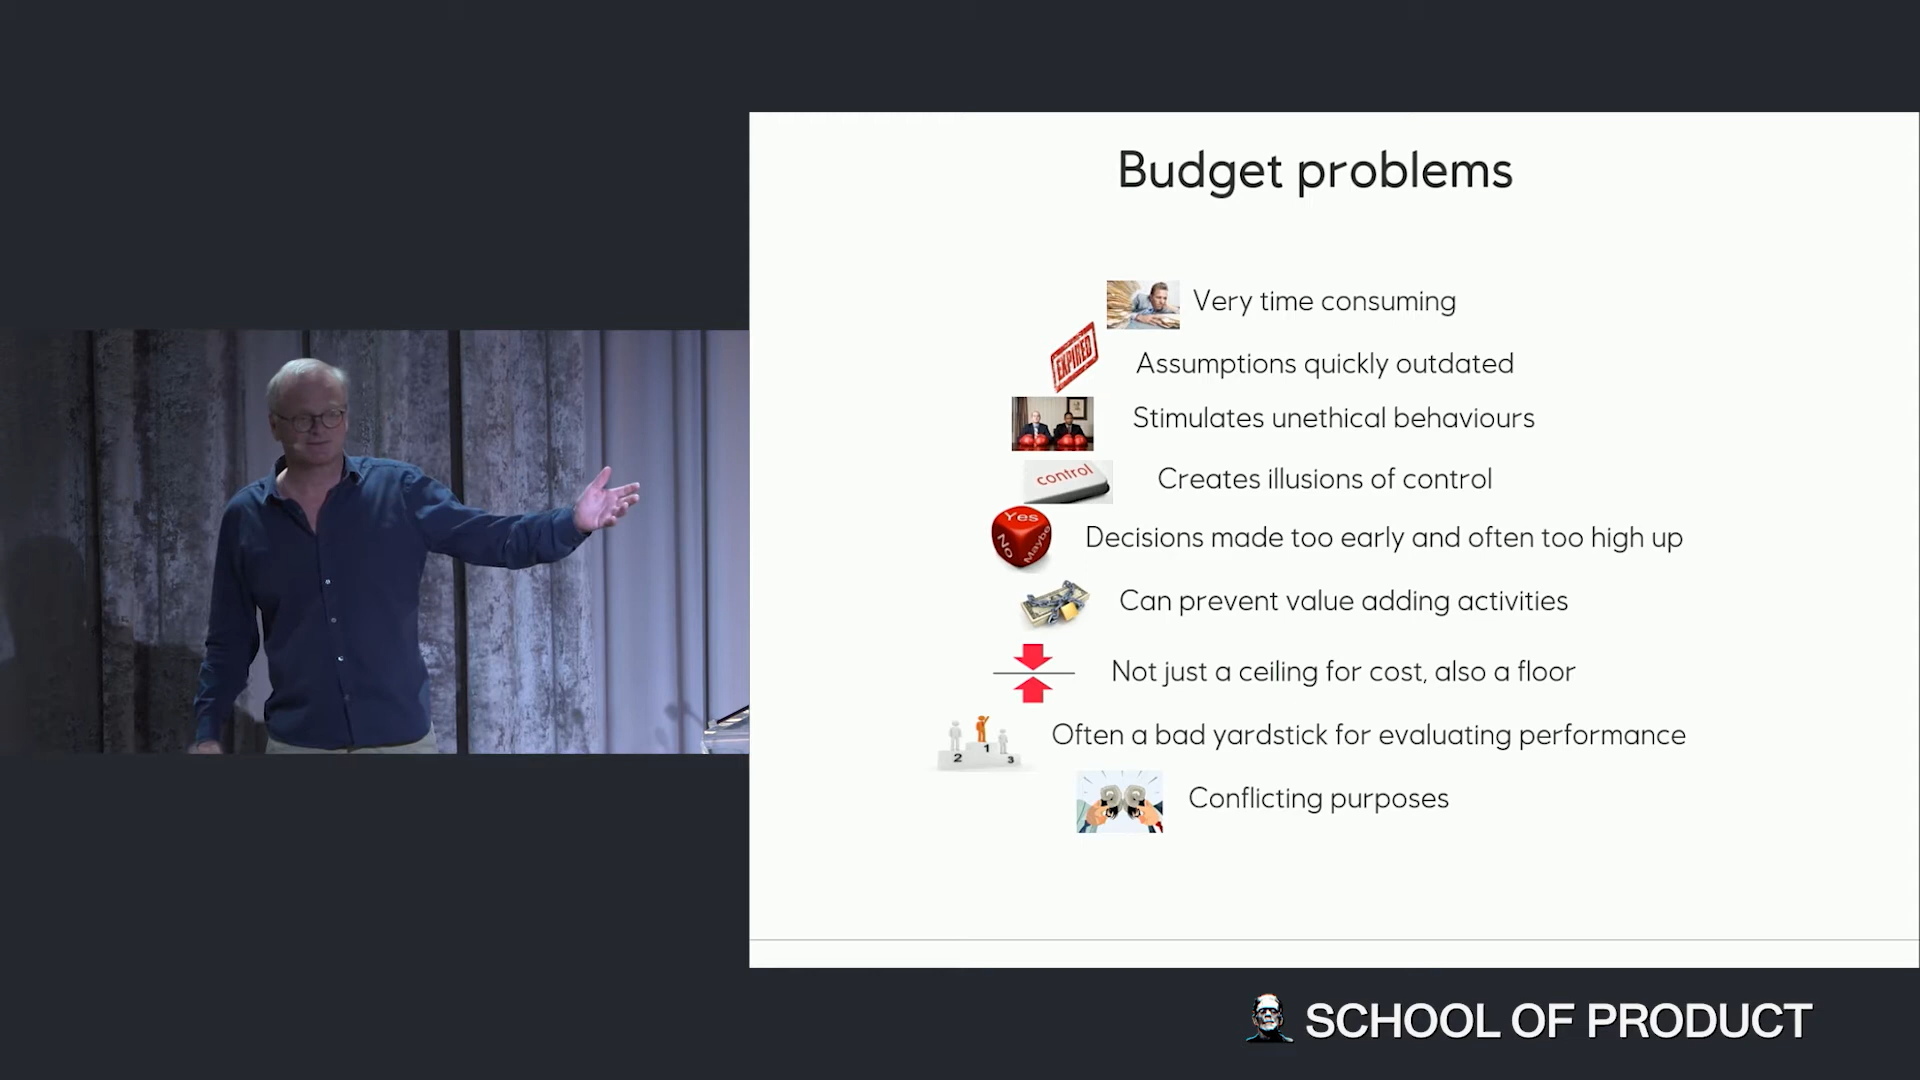 Budget problems
Very time consuming
EXPIRED
Assumptions quickly outdated
Stimulates unethical behaviours
control
Creates illusions of control
Yes
No
Maybe
Decisions made too early and often too high up
Can prevent value adding activities
Not just a ceiling for cost, also a floor
2 1 3
Often a bad yardstick for evaluating performance
Conflicting purposes
SCHOOL OF PRODUCT